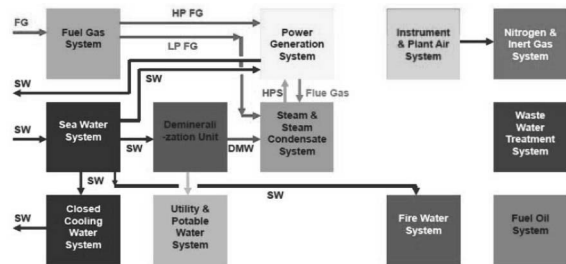 FG
Fuel Gas
System
HP FG
LP FG
Power
Generation
System
Instrument
& Plant Air
System
Nitrogen &
Inert Gas
System
SW
SW
HPS
Flue Gas
SW
Sea Water
System
SW
Deminerali
-zation Unit
DMW
Steam &
Steam
Condensate
System
Waste
Water
Treatment
System
SW
SW
SW
Closed
Cooling
Water
System
Utility &
Potable
Water
System
Fire Water
System
Fuel Oil
System